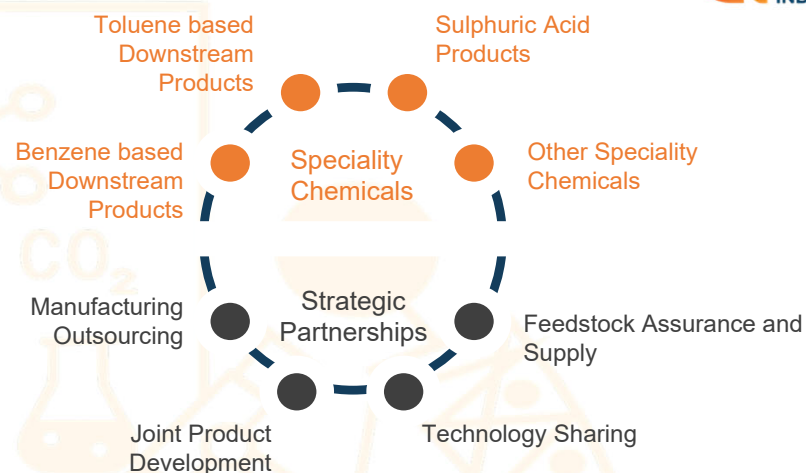 Toluene based
Downstream
Products
Sulphuric Acid
Products
Benzene based
Downstream
Products
Speciality
Chemicals
Other Speciality
Chemicals
CO2
Manufacturing
Outsourcing
Strategic
Partnerships
Feedstock Assurance and
Supply
Joint Product
Development
Technology Sharing